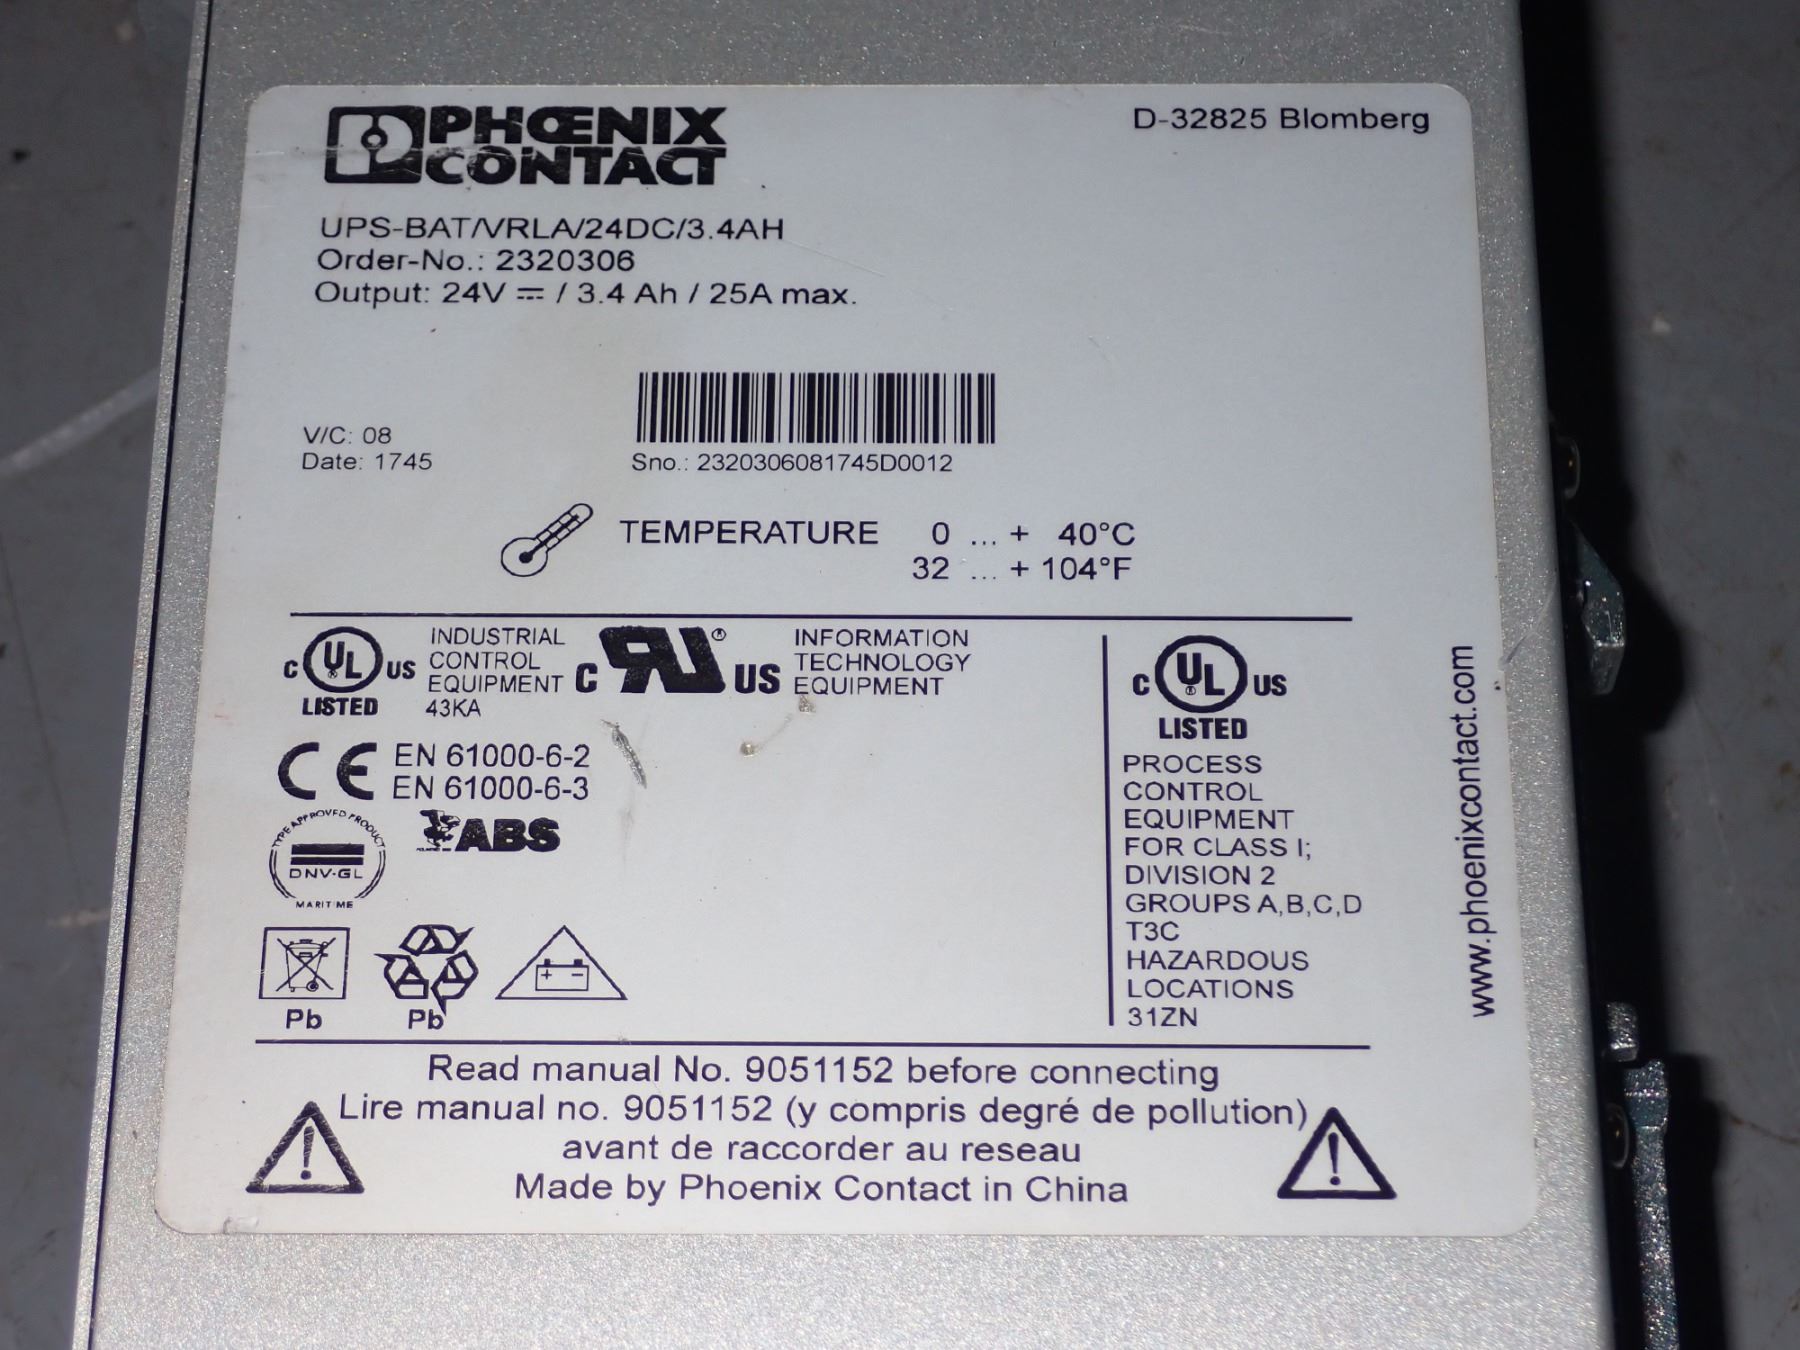 PHOENIX
CONTACT
D-32825 Blomberg
UPS-BAT/VRLA/24DC/3.4AH
Order-No.: 2320306
Output: 24V ⎓ / 3.4 Ah / 25A max.
V/C: 08
Date: 1745
Sno.: 2320306081745D0012
TEMPERATURE 0 ... + 40°C
32 ... + 104°F
C UL US
LISTED
INDUSTRIAL
CONTROL
EQUIPMENT
43KA
C RU ® US
INFORMATION
TECHNOLOGY
EQUIPMENT
CE EN 61000-6-2
EN 61000-6-3
TYPE APPROVED PRODUCT
DNV·GL
MARITIME
ABS
Pb
Pb
+ −
C UL ® US
LISTED
PROCESS
CONTROL
EQUIPMENT
FOR CLASS I;
DIVISION 2
GROUPS A,B,C,D
T3C
HAZARDOUS
LOCATIONS
31ZN
www.phoenixcontact.com
Read manual No. 9051152 before connecting
Lire manual no. 9051152 (y compris degré de pollution)
avant de raccorder au reseau
Made by Phoenix Contact in China
! !